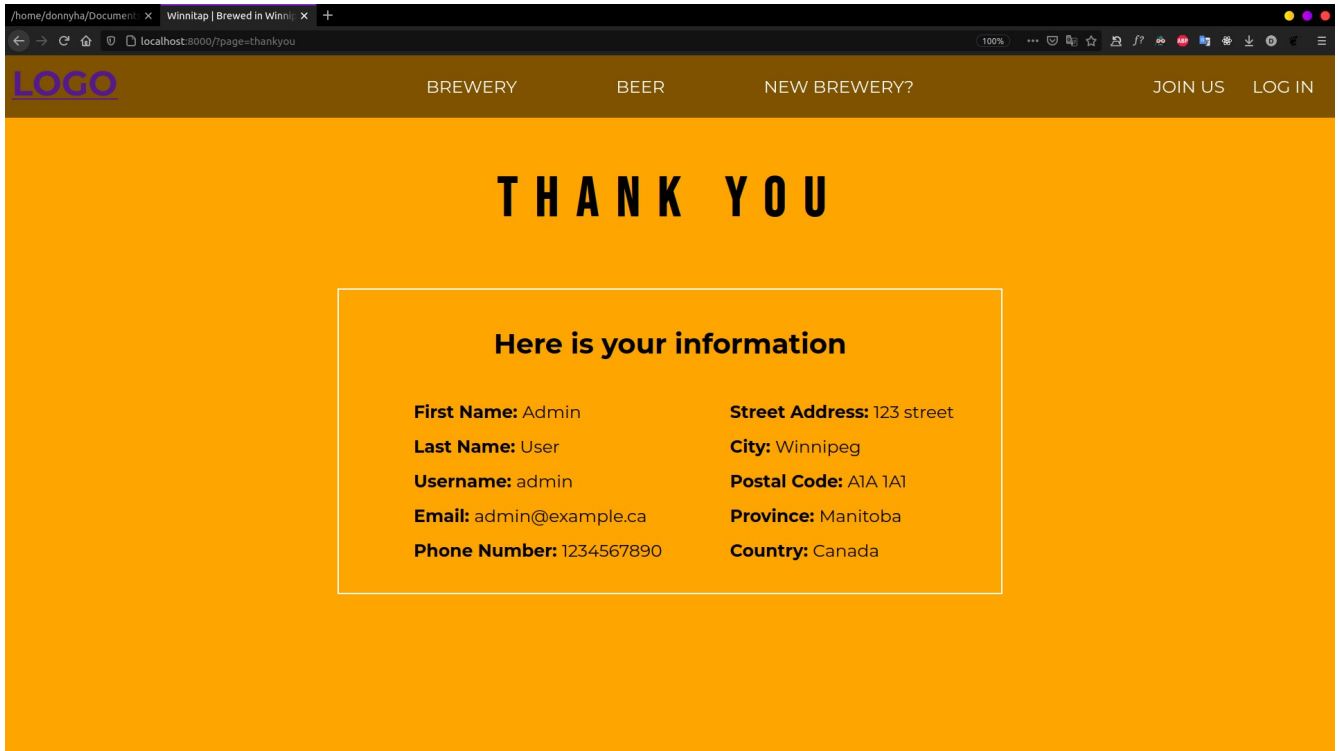 /home/donnyha/Document
Winnitap | Brewed in Winnip
localhost:8000/?page=thankyou
100%
LOGO
BREWERY
BEER
NEW BREWERY?
JOIN US
LOG IN
THANK YOU
Here is your information
First Name: Admin
Last Name: User
Username: admin
Email: admin@example.ca
Phone Number: 1234567890
Street Address: 123 street
City: Winnipeg
Postal Code: A1A 1A1
Province: Manitoba
Country: Canada